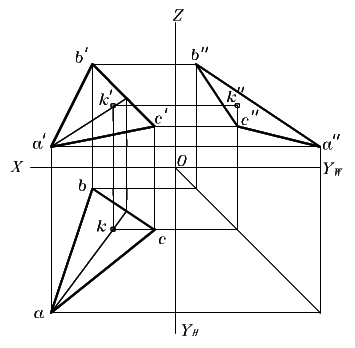 Z
b′ b″
k′ k″
c′ c″
a′ a″
X O Y_W
b
k
c
a
Y_H